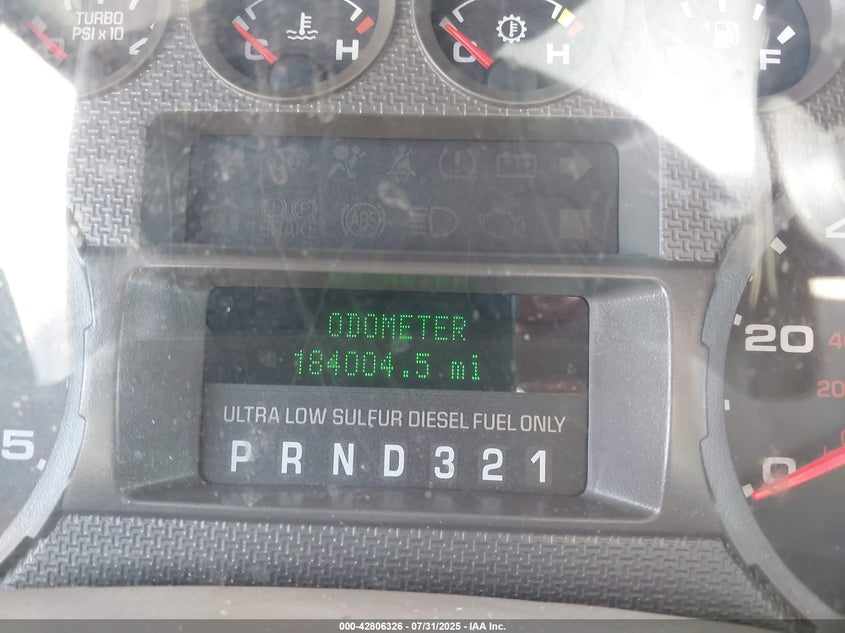 TURBO
PSI x 10
C H
C H
F
BRAKE
ABS
ODOMETER
184004.5 mi
ULTRA LOW SULFUR DIESEL FUEL ONLY
P R N D 3 2 1
5
20
0
000-42806326 - 07/31/2025 - IAA Inc.